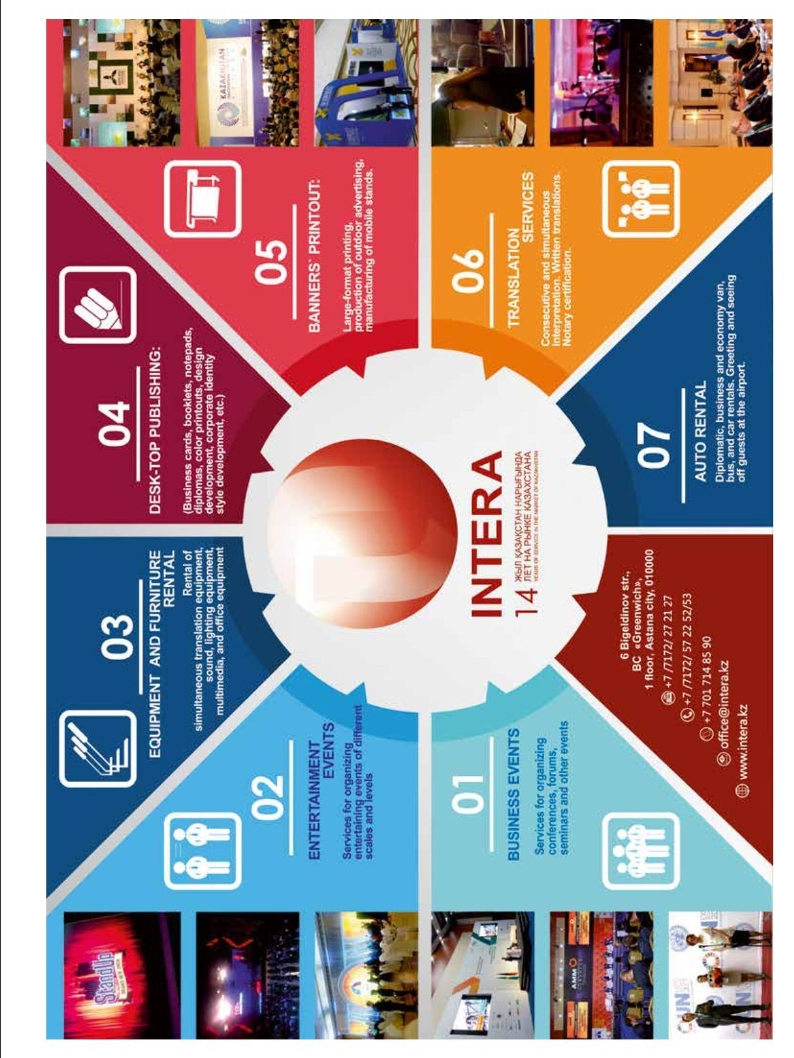 INTERA
14 ЖЫЛ ҚАЗАҚСТАН НАРЫҒЫНДА
ЛЕТ НА РЫНКЕ КАЗАХСТАНА
YEARS OF SERVICE IN THE MARKET OF KAZAKHSTAN
01
BUSINESS EVENTS
Services for organizing
conferences, forums,
seminars and other events
02
ENTERTAINMENT
EVENTS
Services for organizing
entertaining events of different
scales and levels
03
EQUIPMENT AND FURNITURE
RENTAL
Rental of
simultaneous translation equipment,
sound, lighting equipment,
multimedia, and office equipment
04
DESK-TOP PUBLISHING:
(Business cards, booklets, notepads,
diplomas, color printouts, design
development, corporate identity
style development, etc.)
05
BANNERS` PRINTOUT:
Large-format printing,
production of outdoor advertising,
manufacturing of mobile stands.
06
TRANSLATION
SERVICES
Consecutive and simultaneous
interpretation. Written translations.
Notary certification.
07
AUTO RENTAL
Diplomatic, business and economy van,
bus, and car rentals. Greeting and seeing
off guests at the airport.
6 Bigeldinov str.,
BC «Greenwich»,
1 floor, Astana city, 010000
+7 /7172/ 27 21 27
+7 /7172/ 57 22 52/53
+7 701 714 85 90
office@intera.kz
www.intera.kz
StandUp
KAZAKHSTAN
AMM
UN